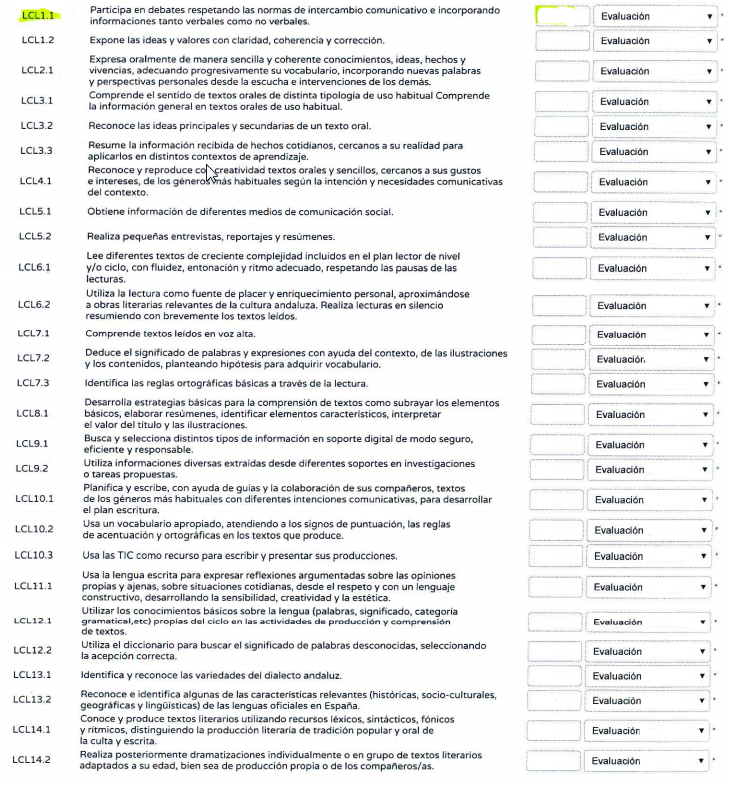 LCL1.1 Participa en debates respetando las normas de intercambio comunicativo e incorporando
informaciones tanto verbales como no verbales. Evaluación
LCL1.2 Expone las ideas y valores con claridad, coherencia y corrección. Evaluación
LCL2.1 Expresa oralmente de manera sencilla y coherente conocimientos, ideas, hechos y
vivencias, adecuando progresivamente su vocabulario, incorporando nuevas palabras
y perspectivas personales desde la escucha e intervenciones de los demás. Evaluación
LCL3.1 Comprende el sentido de textos orales de distinta tipología de uso habitual Comprende
la información general en textos orales de uso habitual. Evaluación
LCL3.2 Reconoce las ideas principales y secundarias de un texto oral. Evaluación
LCL3.3 Resume la información recibida de hechos cotidianos, cercanos a su realidad para
aplicarlos en distintos contextos de aprendizaje. Evaluación
LCL4.1 Reconoce y reproduce con creatividad textos orales y sencillos, cercanos a sus gustos
e intereses, de los géneros más habituales según la intención y necesidades comunicativas
del contexto. Evaluación
LCL5.1 Obtiene información de diferentes medios de comunicación social. Evaluación
LCL5.2 Realiza pequeñas entrevistas, reportajes y resúmenes. Evaluación
LCL6.1 Lee diferentes textos de creciente complejidad incluidos en el plan lector de nivel
y/o ciclo, con fluidez, entonación y ritmo adecuado, respetando las pausas de las
lecturas. Evaluación
LCL6.2 Utiliza la lectura como fuente de placer y enriquecimiento personal, aproximándose
a obras literarias relevantes de la cultura andaluza. Realiza lecturas en silencio
resumiendo con brevemente los textos leídos. Evaluación
LCL7.1 Comprende textos leídos en voz alta. Evaluación
LCL7.2 Deduce el significado de palabras y expresiones con ayuda del contexto, de las ilustraciones
y los contenidos, planteando hipótesis para adquirir vocabulario. Evaluación
LCL7.3 Identifica las reglas ortográficas básicas a través de la lectura. Evaluación
LCL8.1 Desarrolla estrategias básicas para la comprensión de textos como subrayar los elementos
básicos, elaborar resúmenes, identificar elementos característicos, interpretar
el valor del título y las ilustraciones. Evaluación
LCL9.1 Busca y selecciona distintos tipos de información en soporte digital de modo seguro,
eficiente y responsable. Evaluación
LCL9.2 Utiliza informaciones diversas extraídas desde diferentes soportes en investigaciones
o tareas propuestas. Evaluación
LCL10.1 Planifica y escribe, con ayuda de guías y la colaboración de sus compañeros, textos
de los géneros más habituales con diferentes intenciones comunicativas, para desarrollar
el plan escritura. Evaluación
LCL10.2 Usa un vocabulario apropiado, atendiendo a los signos de puntuación, las reglas
de acentuación y ortográficas en los textos que produce. Evaluación
LCL10.3 Usa las TIC como recurso para escribir y presentar sus producciones. Evaluación
LCL11.1 Usa la lengua escrita para expresar reflexiones argumentadas sobre las opiniones
propias y ajenas, sobre situaciones cotidianas, desde el respeto y con un lenguaje
constructivo, desarrollando la sensibilidad, creatividad y la estética. Evaluación
LCL12.1 Utilizar los conocimientos básicos sobre la lengua (palabras, significado, categoría
gramatical,etc) propias del ciclo en las actividades de producción y comprensión
de textos. Evaluación
LCL12.2 Utiliza el diccionario para buscar el significado de palabras desconocidas, seleccionando
la acepción correcta. Evaluación
LCL13.1 Identifica y reconoce las variedades del dialecto andaluz. Evaluación
LCL13.2 Reconoce e identifica algunas de las características relevantes (históricas, socio-culturales,
geográficas y lingüísticas) de las lenguas oficiales en España. Evaluación
LCL14.1 Conoce y produce textos literarios utilizando recursos léxicos, sintácticos, fónicos
y rítmicos, distinguiendo la producción literaria de tradición popular y oral de
la culta y escrita. Evaluación
LCL14.2 Realiza posteriormente dramatizaciones individualmente o en grupo de textos literarios
adaptados a su edad, bien sea de producción propia o de los compañeros/as. Evaluación